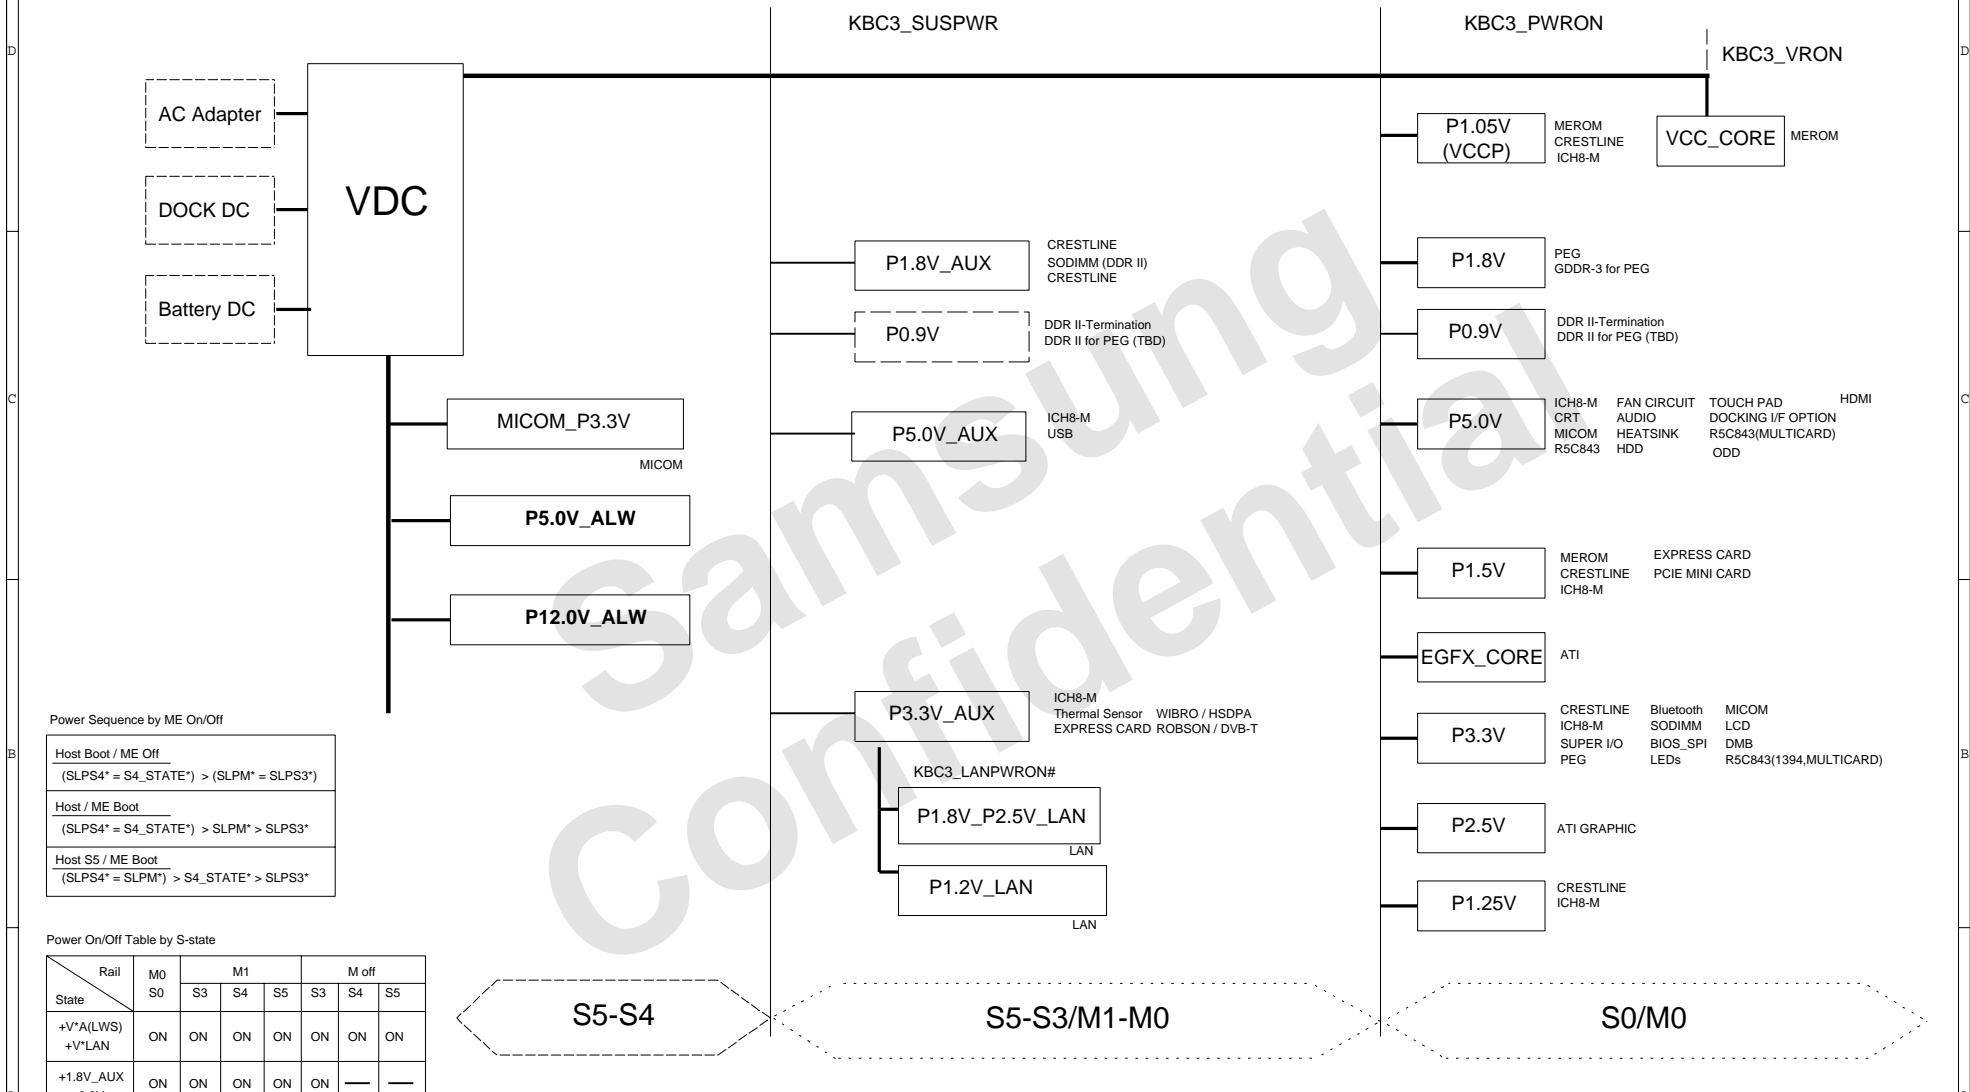 KBC3_SUSPWR
KBC3_PWRON
KBC3_VRON
D
D
AC Adapter
DOCK DC
Battery DC
VDC
P1.05V
(VCCP)
MEROM
CRESTLINE
ICH8-M
VCC_CORE
MEROM
P1.8V_AUX
CRESTLINE
SODIMM (DDR II)
CRESTLINE
P1.8V
PEG
GDDR-3 for PEG
P0.9V
DDR II-Termination
DDR II for PEG (TBD)
P0.9V
DDR II-Termination
DDR II for PEG (TBD)
C
C
MICOM_P3.3V
MICOM
P5.0V_AUX
ICH8-M
USB
P5.0V
ICH8-M FAN CIRCUIT TOUCH PAD HDMI
CRT AUDIO DOCKING I/F OPTION
MICOM HEATSINK R5C843(MULTICARD)
R5C843 HDD ODD
P5.0V_ALW
P12.0V_ALW
P1.5V
MEROM EXPRESS CARD
CRESTLINE PCIE MINI CARD
ICH8-M
EGFX_CORE
ATI
P3.3V_AUX
ICH8-M
Thermal Sensor WIBRO / HSDPA
EXPRESS CARD ROBSON / DVB-T
P3.3V
CRESTLINE Bluetooth MICOM
ICH8-M SODIMM LCD
SUPER I/O BIOS_SPI DMB
PEG LEDs R5C843(1394,MULTICARD)
B
B
KBC3_LANPWRON#
P1.8V_P2.5V_LAN
LAN
P1.2V_LAN
LAN
P2.5V
ATI GRAPHIC
P1.25V
CRESTLINE
ICH8-M
Power Sequence by ME On/Off
Host Boot / ME Off
(SLPS4* = S4_STATE*) > (SLPM* = SLPS3*)
Host / ME Boot
(SLPS4* = S4_STATE*) > SLPM* > SLPS3*
Host S5 / ME Boot
(SLPS4* = SLPM*) > S4_STATE* > SLPS3*
Power On/Off Table by S-state
Rail M0 M1 M off
State S0 S3 S4 S5 S3 S4 S5
+V*A(LWS)
+V*LAN
ON ON ON ON ON ON ON
+1.8V_AUX
ON ON ON ON ON — —
S5-S4
S5-S3/M1-M0
S0/M0
Samsung
Confidential